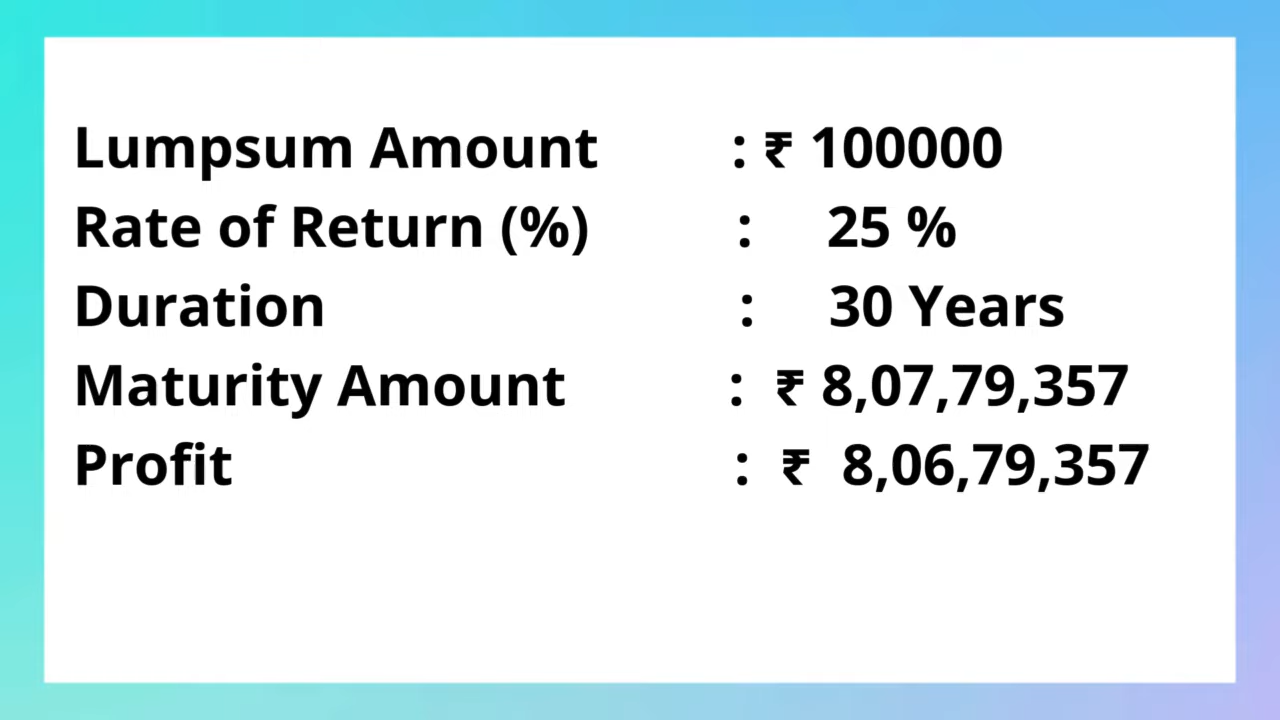 Lumpsum Amount : ₹ 100000
Rate of Return (%) : 25 %
Duration : 30 Years
Maturity Amount : ₹ 8,07,79,357
Profit : ₹ 8,06,79,357